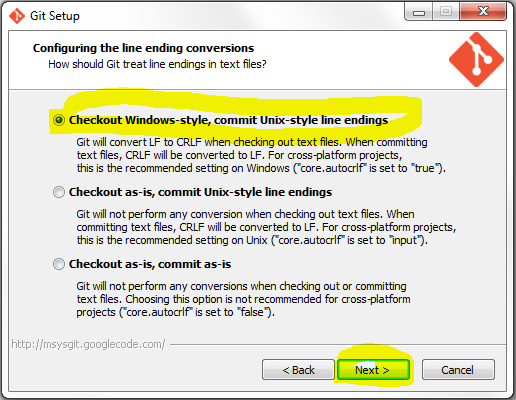 Git Setup
Configuring the line ending conversions
How should Git treat line endings in text files?
Checkout Windows-style, commit Unix-style line endings
Git will convert LF to CRLF when checking out text files. When committing
text files, CRLF will be converted to LF. For cross-platform projects,
this is the recommended setting on Windows ("core.autocrlf" is set to "true").
Checkout as-is, commit Unix-style line endings
Git will not perform any conversion when checking out text files. When
committing text files, CRLF will be converted to LF. For cross-platform projects,
this is the recommended setting on Unix ("core.autocrlf" is set to "input").
Checkout as-is, commit as-is
Git will not perform any conversions when checking out or committing
text files. Choosing this option is not recommended for cross-platform
projects ("core.autocrlf" is set to "false").
http://msysgit.googlecode.com/
< Back
Next >
Cancel